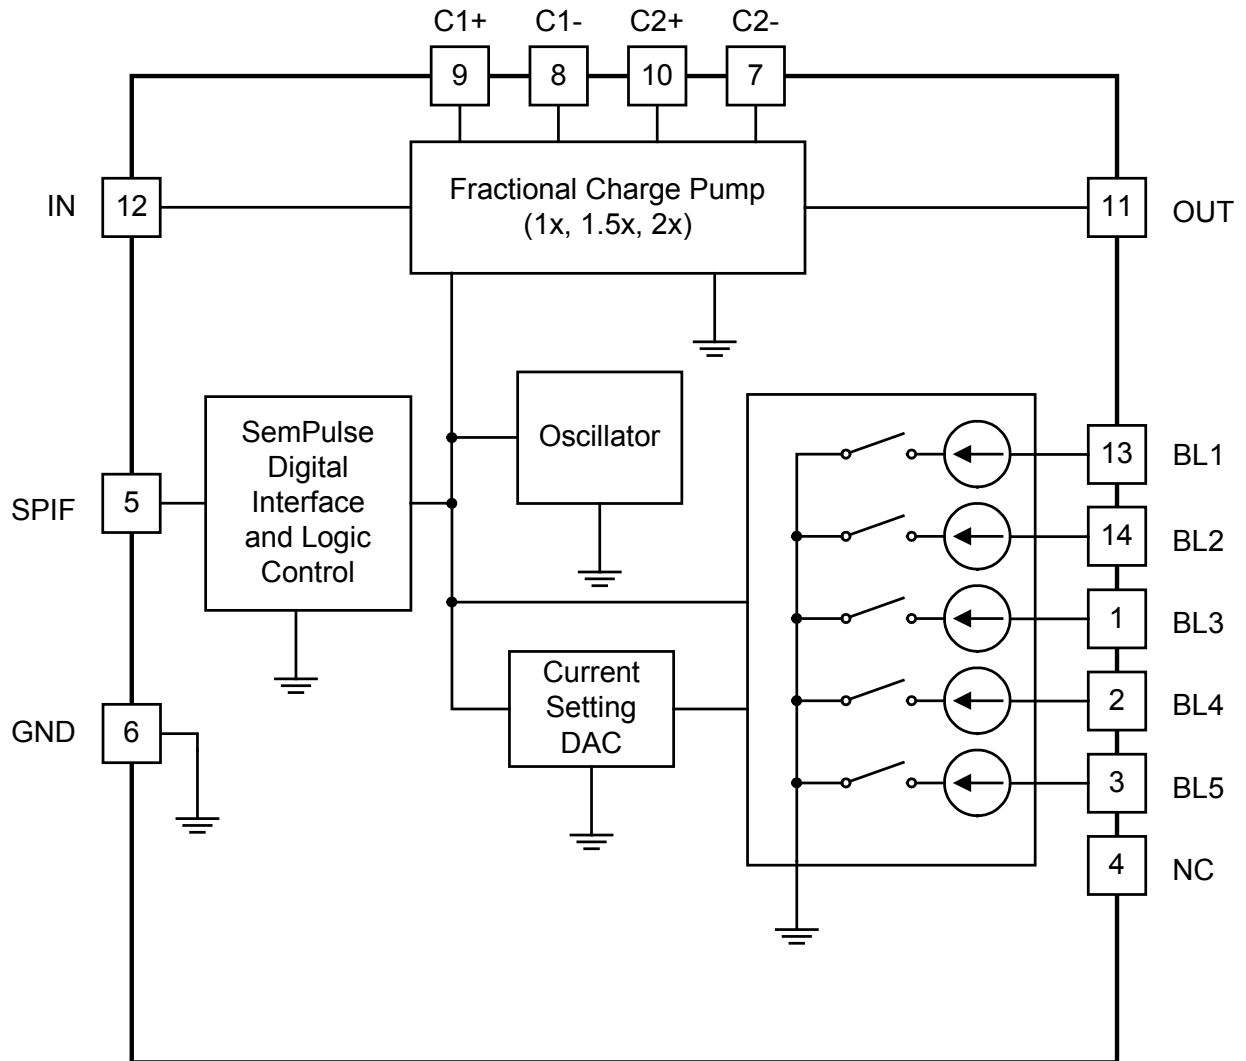 C1+ C1- C2+ C2-
9 8 10 7
Fractional Charge Pump
(1x, 1.5x, 2x)
IN 12
11 OUT
SemPulse
Digital
Interface
and Logic
Control
Oscillator
SPIF 5
13 BL1
14 BL2
1 BL3
2 BL4
3 BL5
4 NC
Current
Setting
DAC
GND 6